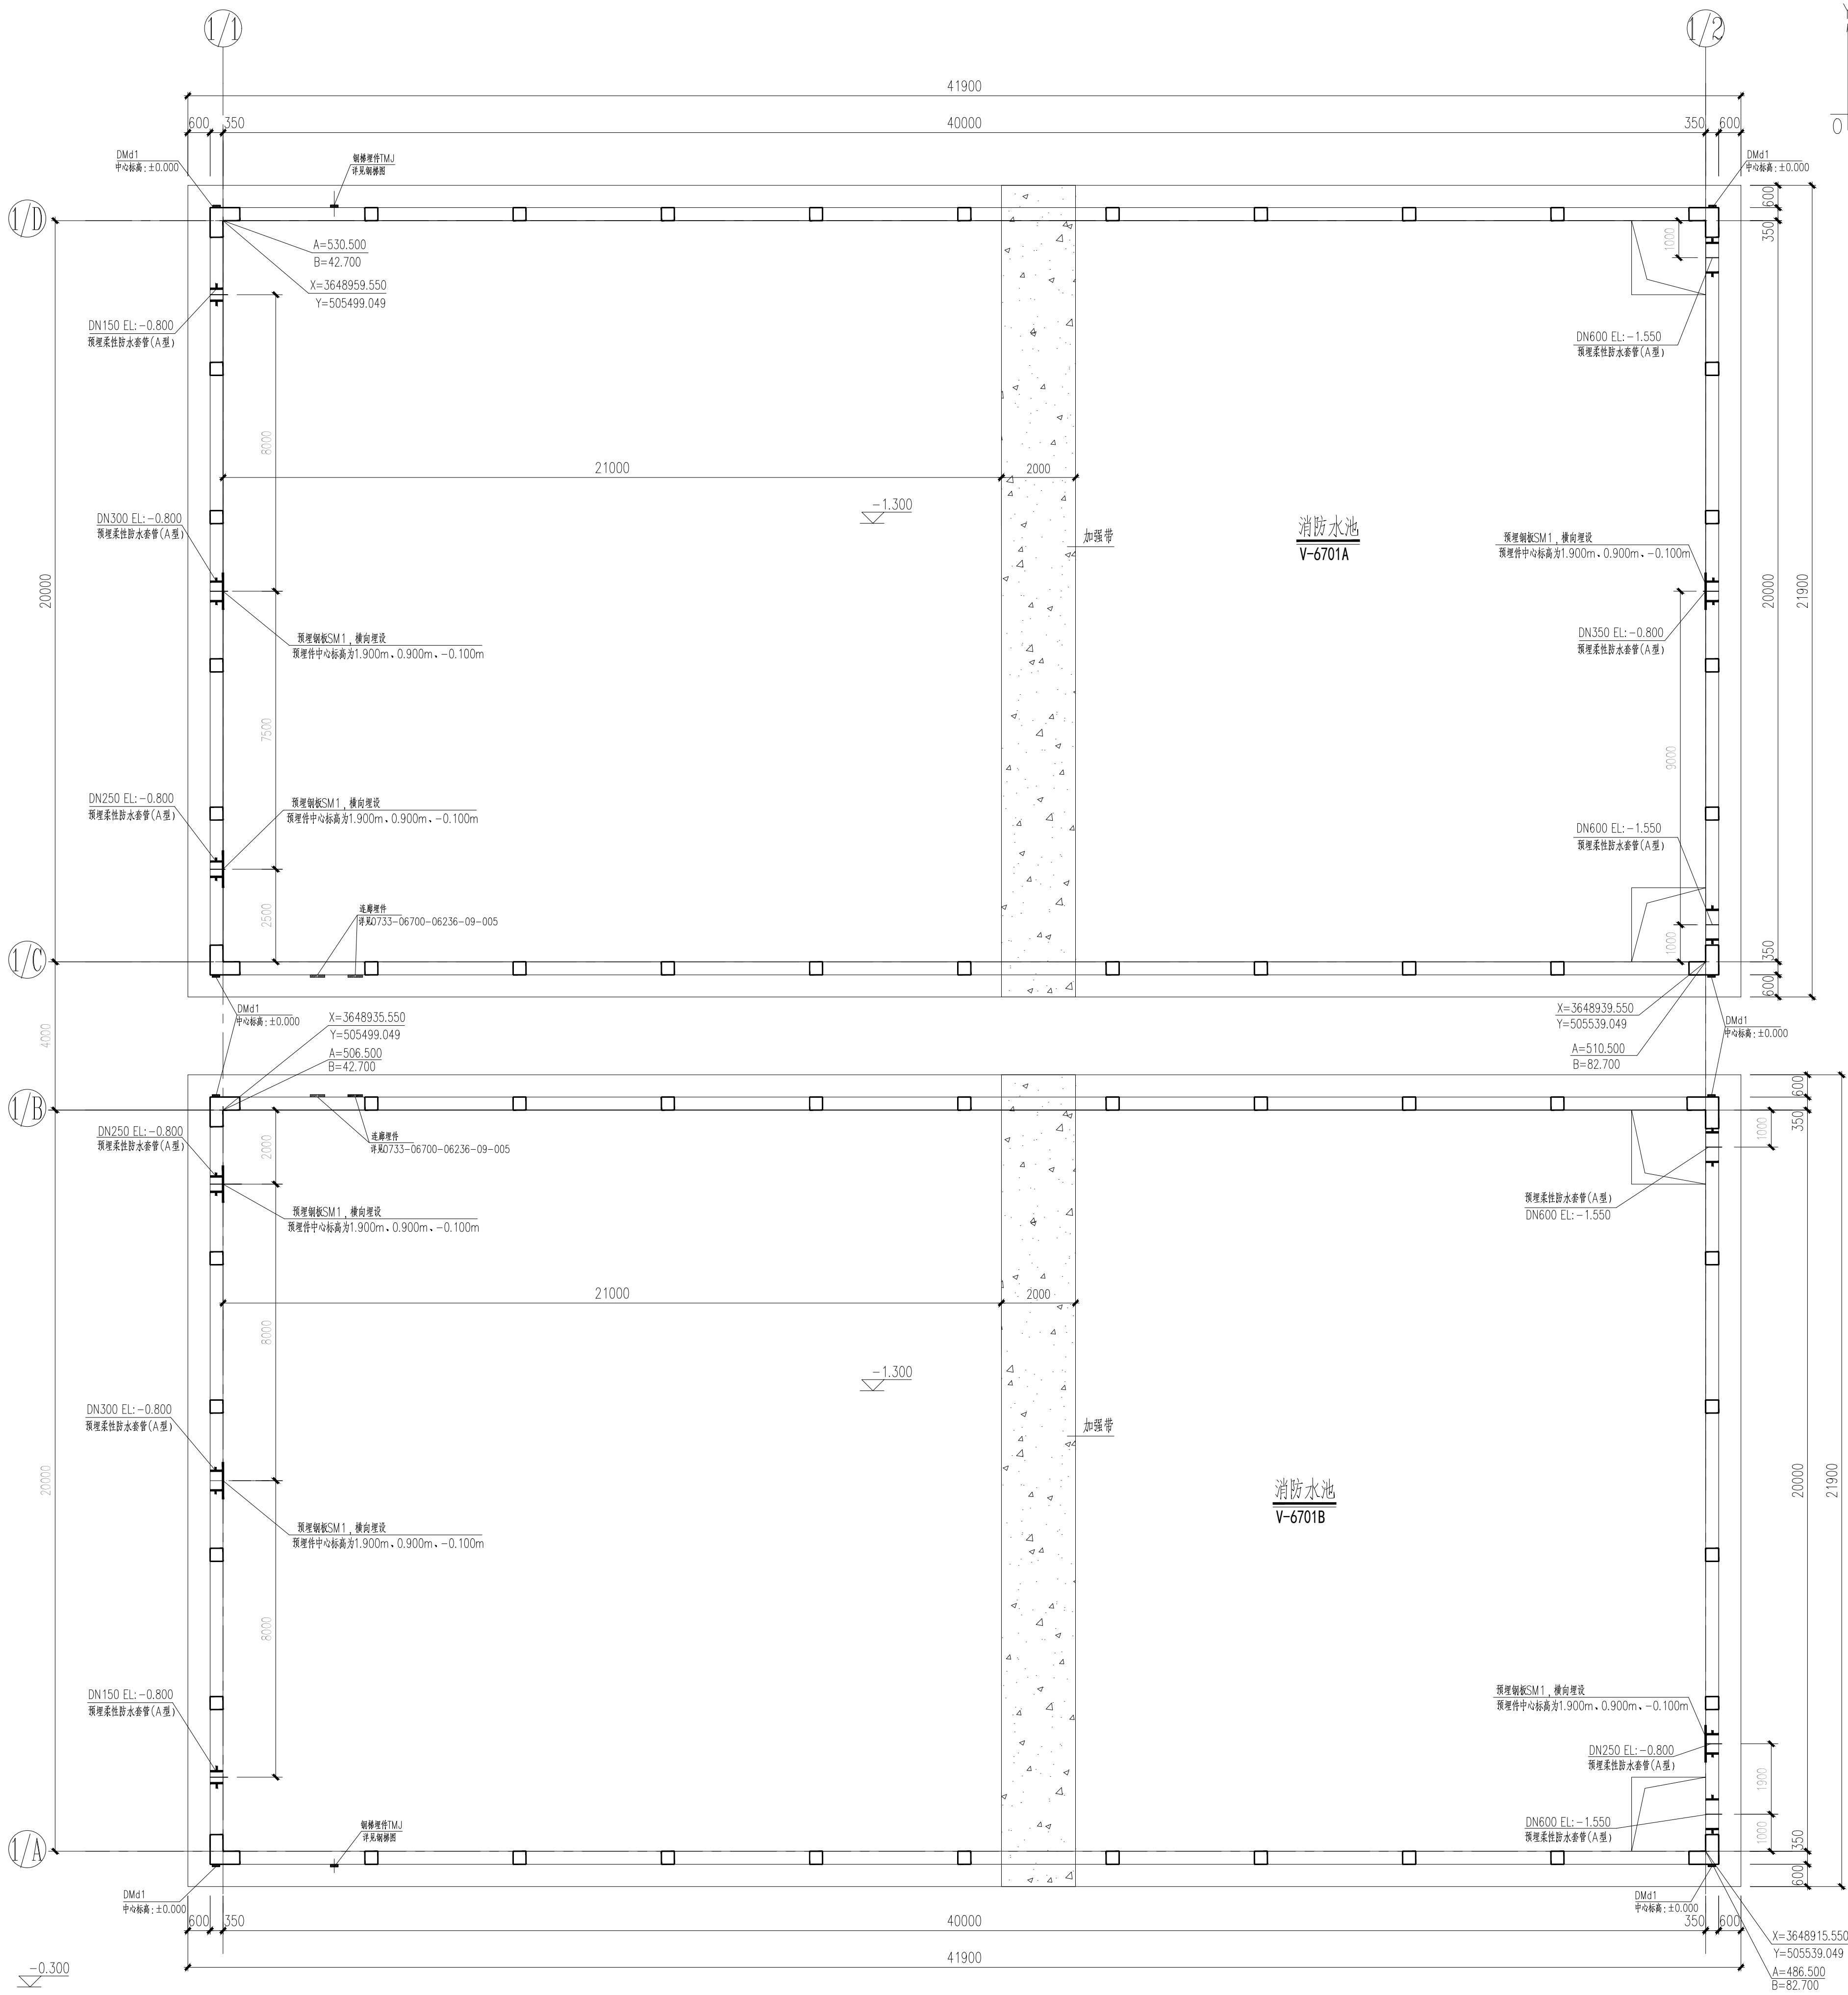 1/1
1/2
Y
O
41900
600
350
40000
350
600
DMd1
中心标高：±0.000
钢梯埋件TMJ
详见钢梯图
DMd1
中心标高：±0.000
1/D
600
350
1000
A=530.500
B=42.700
X=3648959.550
Y=505499.049
DN150 EL:-0.800
预埋柔性防水套管(A型)
DN600 EL:-1.550
预埋柔性防水套管(A型)
8000
21000
2000
-1.300
DN300 EL:-0.800
预埋柔性防水套管(A型)
加强带
消防水池
V-6701A
预埋钢板SM1，横向埋设
预埋件中心标高为1.900m、0.900m、-0.100m
20000
20000
21900
预埋钢板SM1，横向埋设
预埋件中心标高为1.900m、0.900m、-0.100m
DN350 EL:-0.800
预埋柔性防水套管(A型)
7500
9000
DN250 EL:-0.800
预埋柔性防水套管(A型)
预埋钢板SM1，横向埋设
预埋件中心标高为1.900m、0.900m、-0.100m
DN600 EL:-1.550
预埋柔性防水套管(A型)
2500
连廊埋件
详见0733-06700-06236-09-005
1000
350
600
1/C
DMd1
中心标高：±0.000
X=3648935.550
Y=505499.049
A=506.500
B=42.700
X=3648939.550
Y=505539.049
A=510.500
B=82.700
DMd1
中心标高：±0.000
4000
1/B
600
350
DN250 EL:-0.800
预埋柔性防水套管(A型)
2000
连廊埋件
详见0733-06700-06236-09-005
1000
预埋钢板SM1，横向埋设
预埋件中心标高为1.900m、0.900m、-0.100m
预埋柔性防水套管(A型)
DN600 EL:-1.550
21000
2000
8000
-1.300
DN300 EL:-0.800
预埋柔性防水套管(A型)
加强带
20000
消防水池
V-6701B
20000
21900
预埋钢板SM1，横向埋设
预埋件中心标高为1.900m、0.900m、-0.100m
8000
DN150 EL:-0.800
预埋柔性防水套管(A型)
预埋钢板SM1，横向埋设
预埋件中心标高为1.900m、0.900m、-0.100m
DN250 EL:-0.800
预埋柔性防水套管(A型)
1900
钢梯埋件TMJ
详见钢梯图
DN600 EL:-1.550
预埋柔性防水套管(A型)
1000
350
600
1/A
DMd1
中心标高：±0.000
DMd1
中心标高：±0.000
600
350
40000
350
600
X=3648915.550
Y=505539.049
41900
A=486.500
B=82.700
-0.300